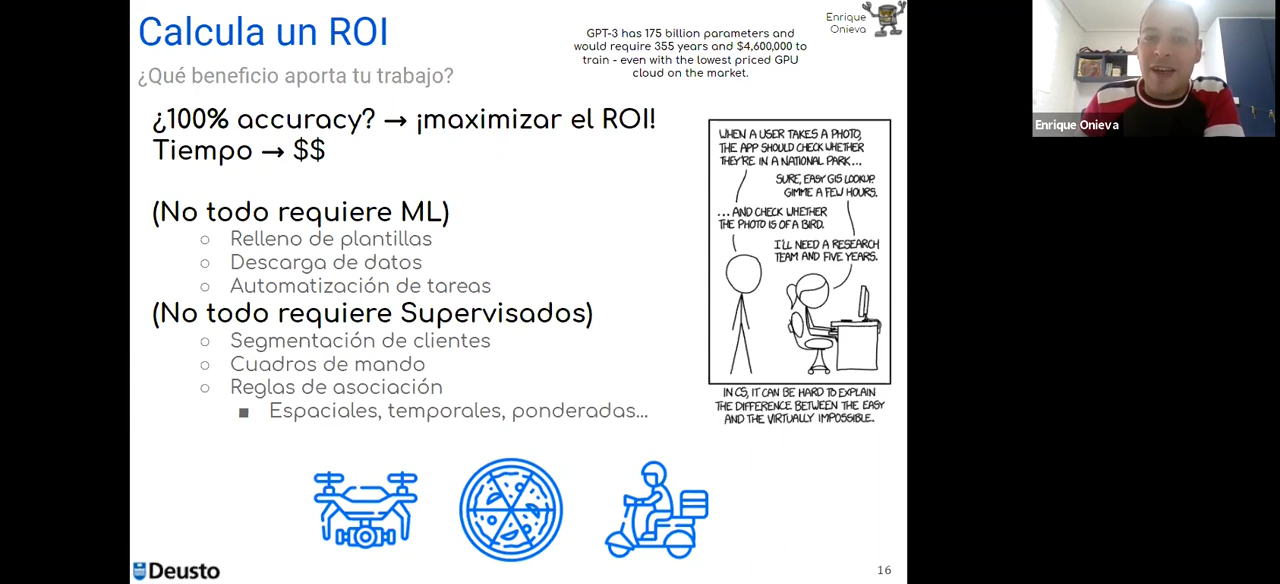 Calcula un ROI
¿Qué beneficio aporta tu trabajo?
GPT-3 has 175 billion parameters and
would require 355 years and $4,600,000 to
train - even with the lowest priced GPU
cloud on the market.
Enrique
Onieva
¿100% accuracy? → ¡maximizar el ROI!
Tiempo → $$
(No todo requiere ML)
○ Relleno de plantillas
○ Descarga de datos
○ Automatización de tareas
(No todo requiere Supervisados)
○ Segmentación de clientes
○ Cuadros de mando
○ Reglas de asociación
■ Espaciales, temporales, ponderadas...
WHEN A USER TAKES A PHOTO,
THE APP SHOULD CHECK WHETHER
THEY'RE IN A NATIONAL PARK...
SURE, EASY GIS LOOKUP.
GIMME A FEW HOURS.
...AND CHECK WHETHER
THE PHOTO IS OF A BIRD.
I'LL NEED A RESEARCH
TEAM AND FIVE YEARS.
IN CS, IT CAN BE HARD TO EXPLAIN
THE DIFFERENCE BETWEEN THE EASY
AND THE VIRTUALLY IMPOSSIBLE.
Deusto
16
Enrique Onieva